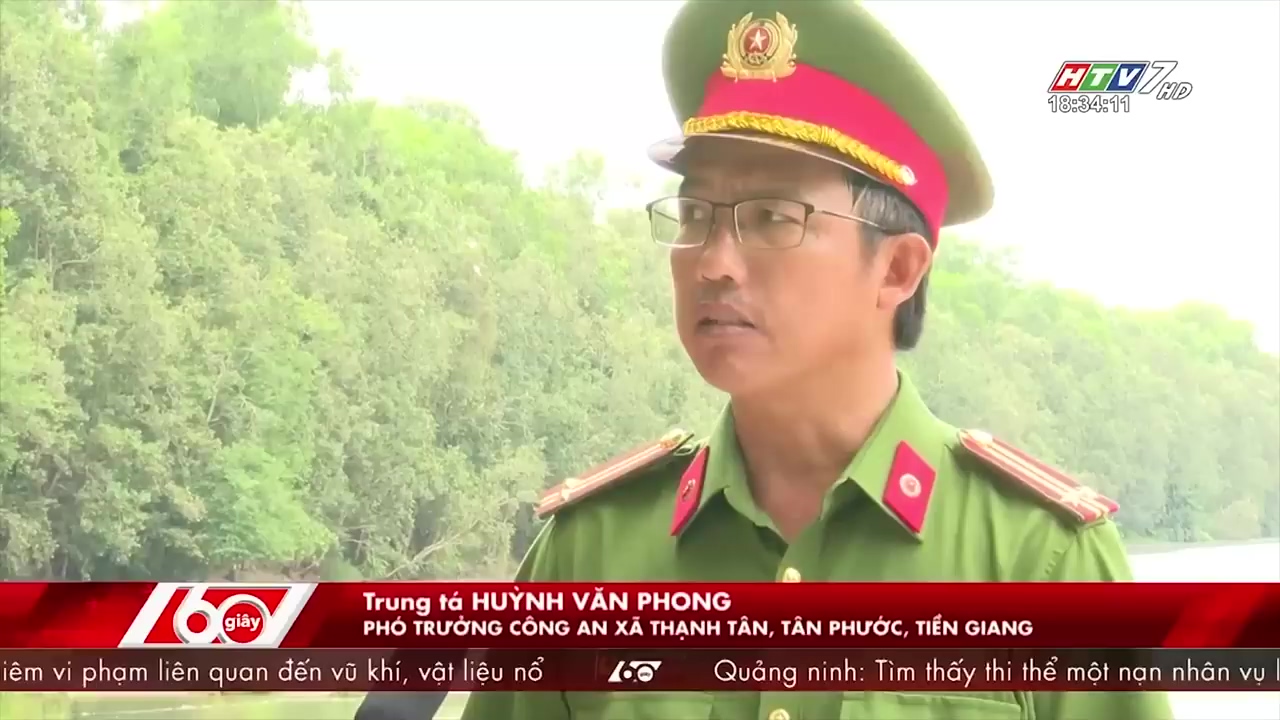 HTV7 HD
18:34:11
60 giây
Trung tá HUỲNH VĂN PHONG
PHÓ TRƯỞNG CÔNG AN XÃ THẠNH TÂN, TÂN PHƯỚC, TIỀN GIANG
iêm vi phạm liên quan đến vũ khí, vật liệu nổ 60 giây Quảng ninh: Tìm thấy thi thể một nạn nhân vụ